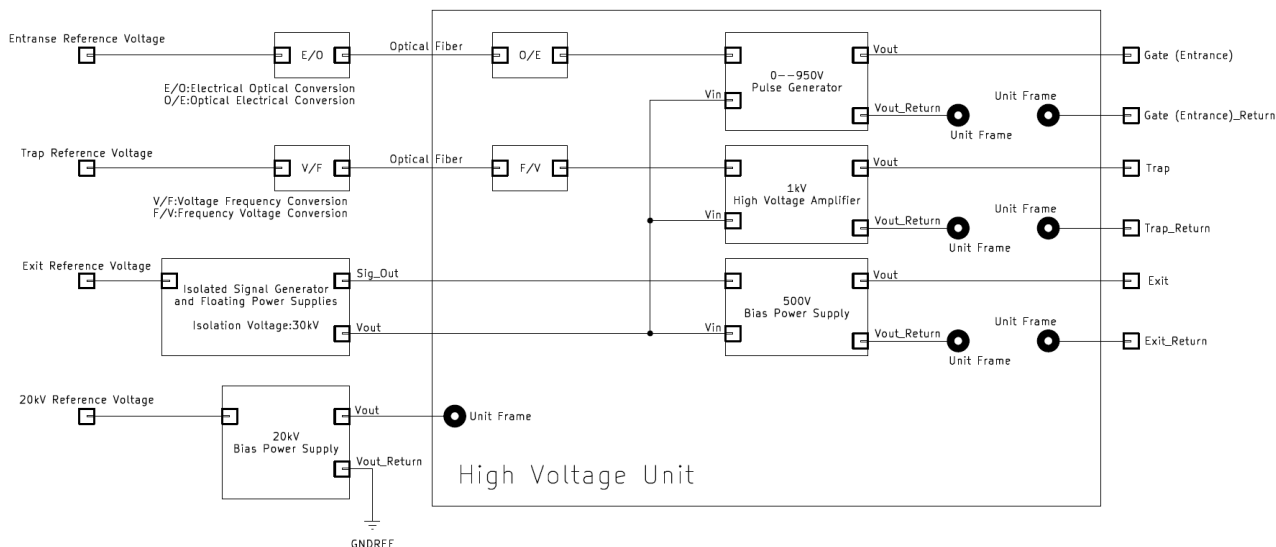 Entranse Reference Voltage
E/O
Optical Fiber
O/E
E/O:Electrical Optical Conversion
O/E:Optical Electrical Conversion
0--950V
Pulse Generator
Vin
Vout
Vout_Return
Unit Frame
Unit Frame
Gate (Entrance)
Gate (Entrance)_Return
Trap Reference Voltage
V/F
Optical Fiber
F/V
V/F:Voltage Frequency Conversion
F/V:Frequency Voltage Conversion
1kV
High Voltage Amplifier
Vin
Vout
Vout_Return
Unit Frame
Unit Frame
Trap
Trap_Return
Exit Reference Voltage
Isolated Signal Generator
and Floating Power Supplies
Isolation Voltage:30kV
Sig_Out
Vout
500V
Bias Power Supply
Vin
Vout
Vout_Return
Unit Frame
Unit Frame
Exit
Exit_Return
20kV Reference Voltage
20kV
Bias Power Supply
Vout
Vout_Return
Unit Frame
GNDREF
High Voltage Unit